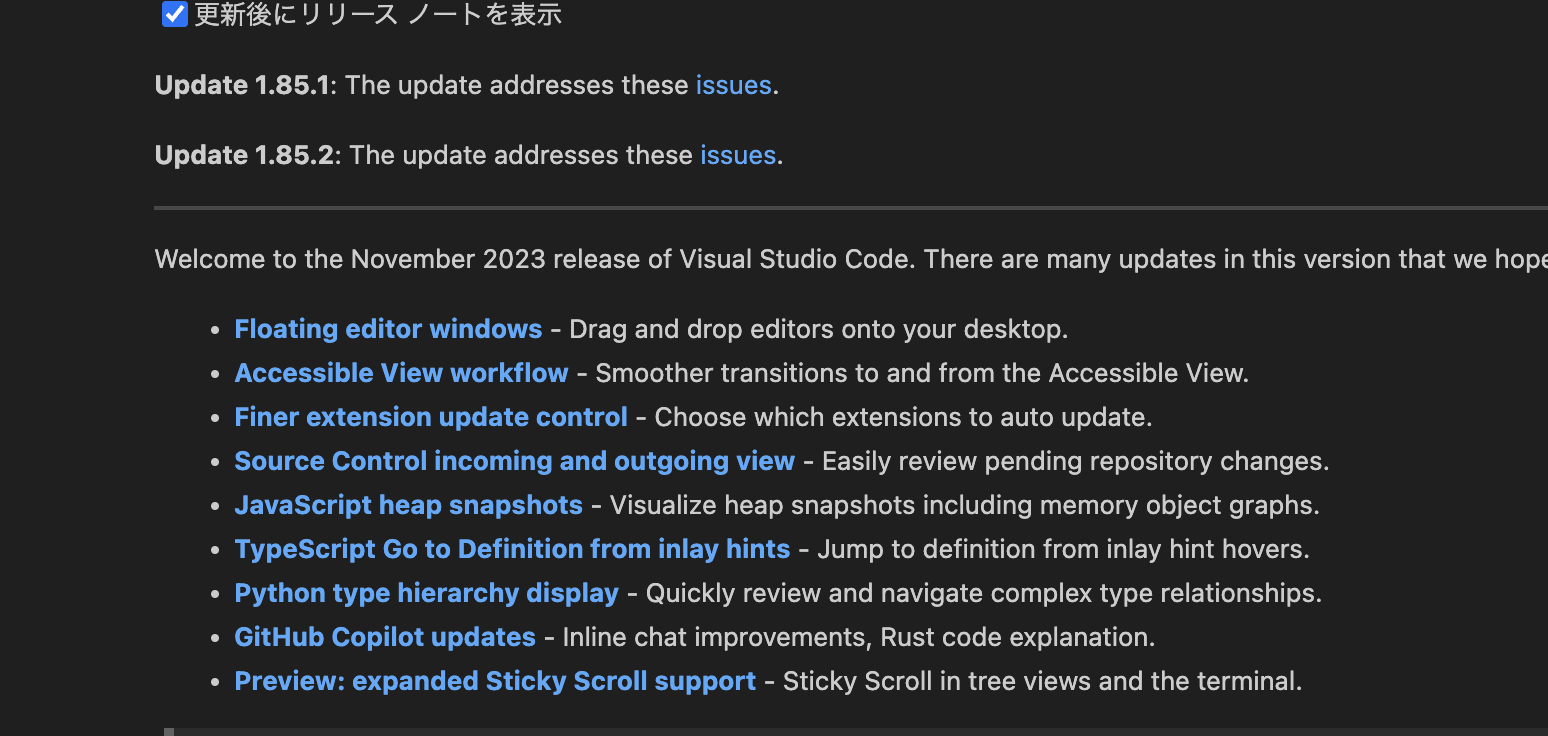 更新後にリリース ノートを表示
Update 1.85.1: The update addresses these issues.
Update 1.85.2: The update addresses these issues.
Welcome to the November 2023 release of Visual Studio Code. There are many updates in this version that we hope
• Floating editor windows - Drag and drop editors onto your desktop.
• Accessible View workflow - Smoother transitions to and from the Accessible View.
• Finer extension update control - Choose which extensions to auto update.
• Source Control incoming and outgoing view - Easily review pending repository changes.
• JavaScript heap snapshots - Visualize heap snapshots including memory object graphs.
• TypeScript Go to Definition from inlay hints - Jump to definition from inlay hint hovers.
• Python type hierarchy display - Quickly review and navigate complex type relationships.
• GitHub Copilot updates - Inline chat improvements, Rust code explanation.
• Preview: expanded Sticky Scroll support - Sticky Scroll in tree views and the terminal.